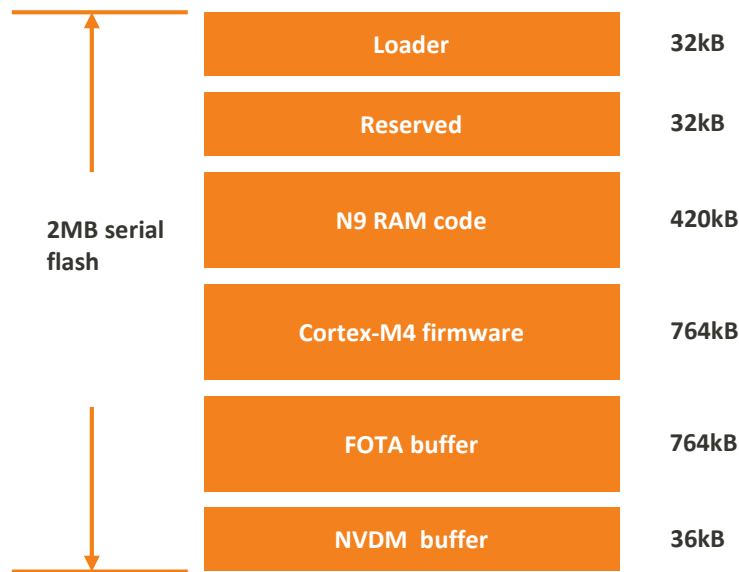 Loader 32kB
Reserved 32kB
2MB serial
flash
N9 RAM code 420kB
Cortex-M4 firmware 764kB
FOTA buffer 764kB
NVDM buffer 36kB